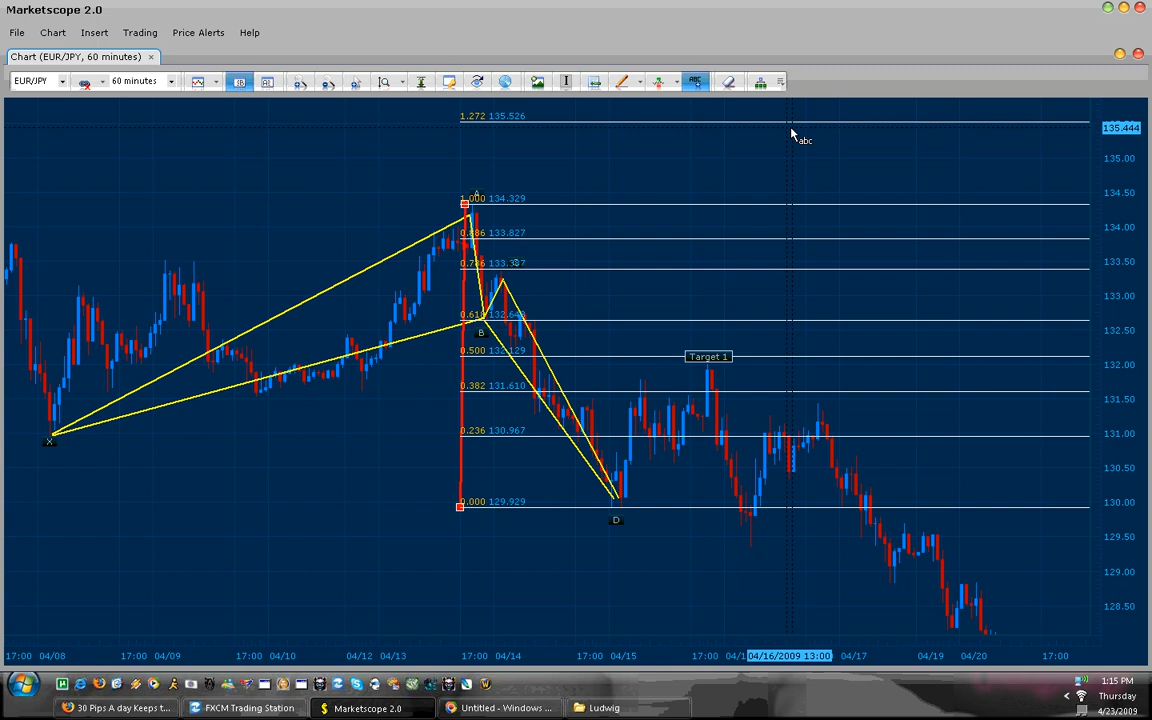 Marketscope 2.0
File Chart Insert Trading Price Alerts Help
Chart (EUR/JPY, 60 minutes) ×
EUR/JPY 60 minutes ABC
1.272 135.526
135.444
abc
135.00
A
134.50
1.000 134.329
134.00
0.886 133.827
133.50
C
133.00
B
132.50
0.500 132.129
Target 1
132.00
0.382 131.610
131.50
0.236 130.967
131.00
X
130.50
0.000 129.929
130.00
D
129.50
129.00
128.50
17:00 04/08 17:00 04/09 17:00 04/10 04/12 04/13 17:00 04/14 17:00 04/15 17:00 04/16/2009 13:00 04/17 04/19 04/20 17:00
1:15 PM
30 Pips A day Keeps t... FXCM Trading Station Marketscope 2.0 Untitled - Windows ... Ludwig
Thursday
4/23/2009